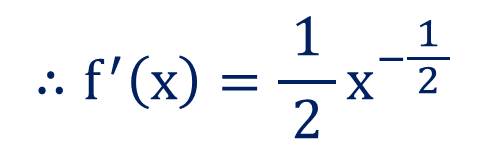 ∴ f′(x) = 1/2 x^(-1/2)